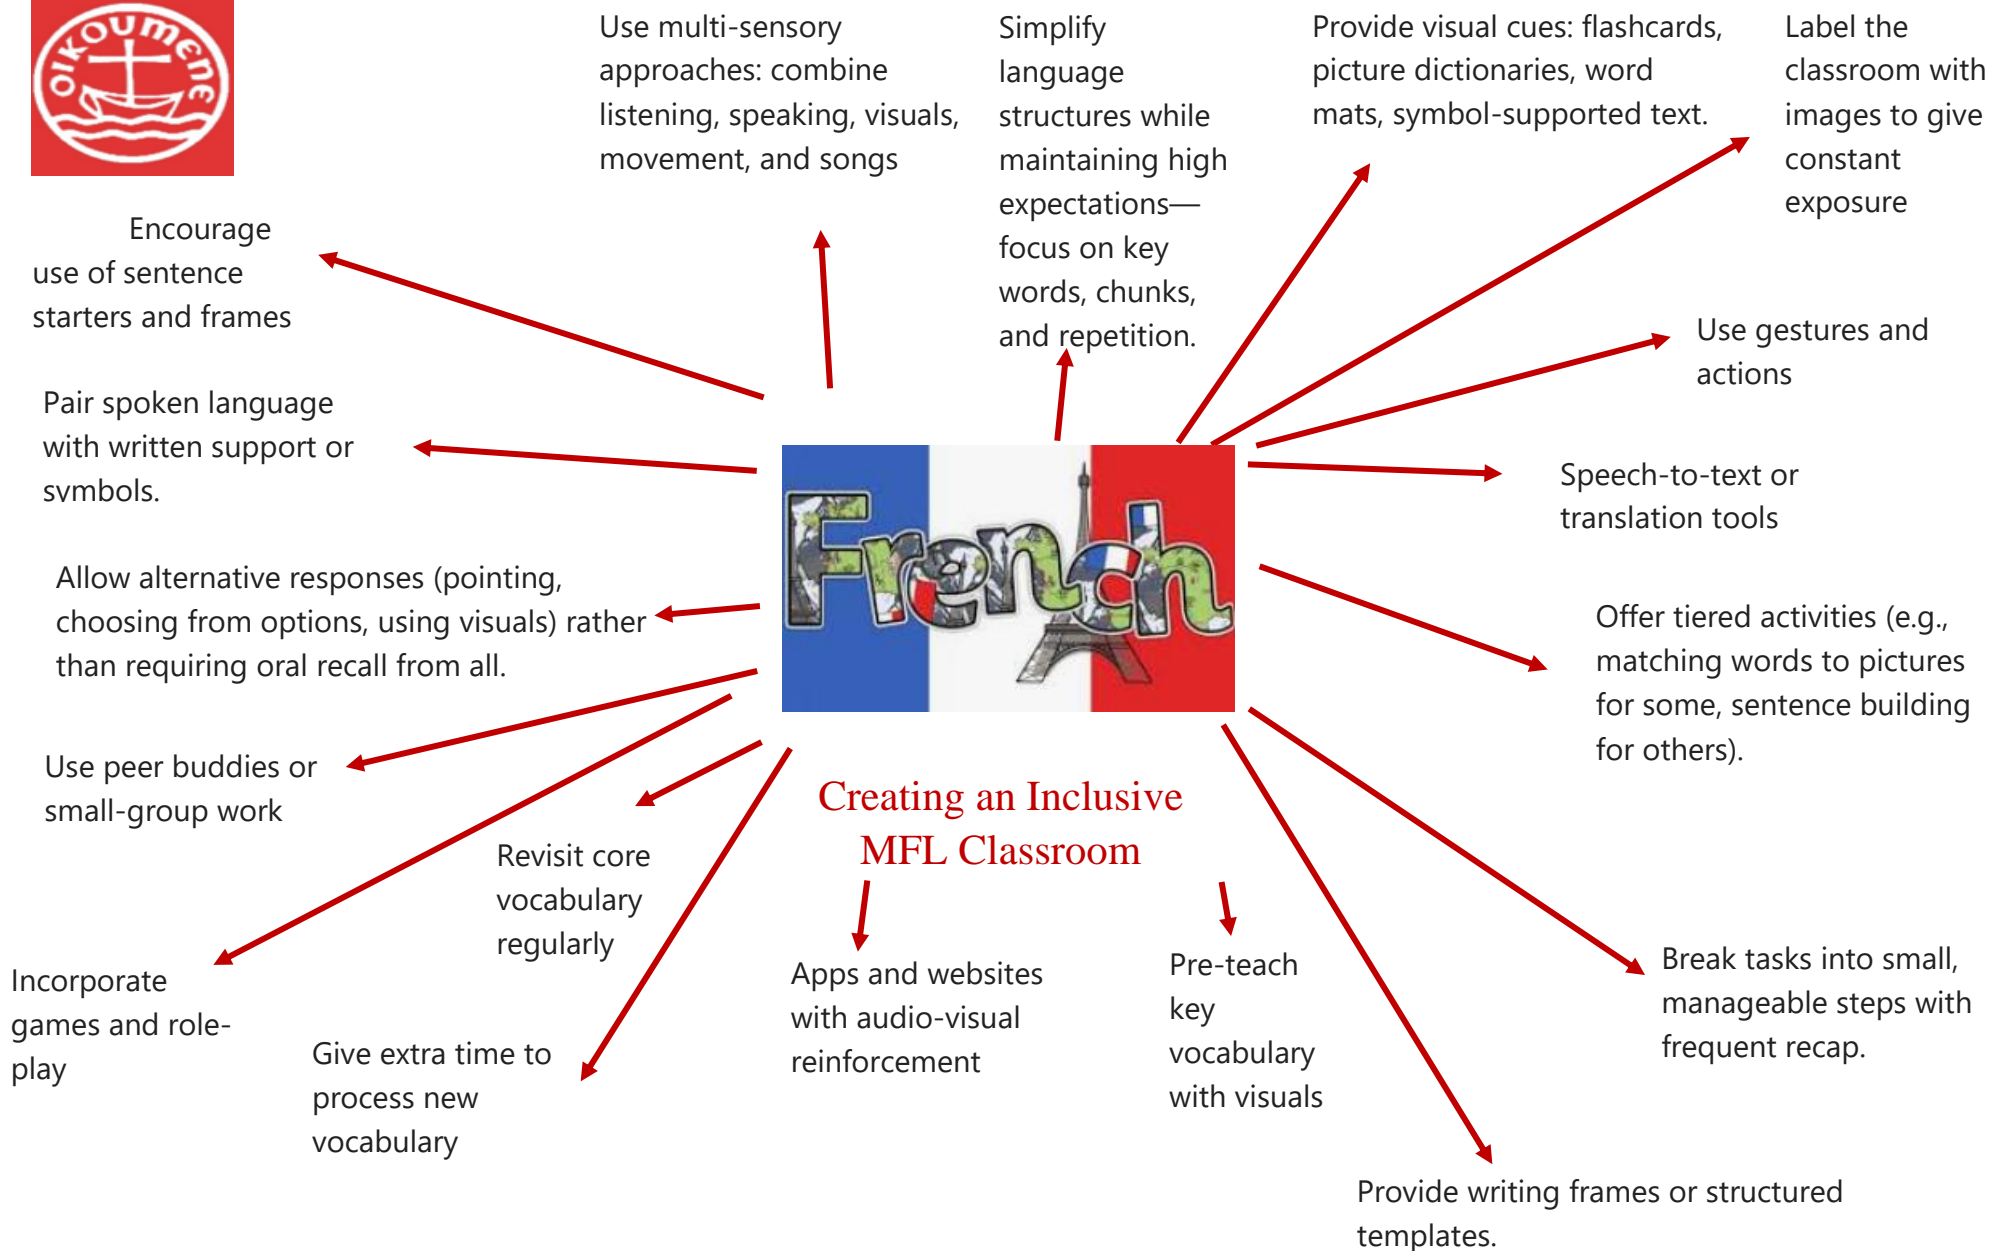 OIKOUMENE
Use multi-sensory
approaches: combine
listening, speaking, visuals,
movement, and songs
Simplify
language
structures while
maintaining high
expectations—
focus on key
words, chunks,
and repetition.
Provide visual cues: flashcards,
picture dictionaries, word
mats, symbol-supported text.
Label the
classroom with
images to give
constant
exposure
Encourage
use of sentence
starters and frames
Use gestures and
actions
Pair spoken language
with written support or
symbols.
Speech-to-text or
translation tools
French
Allow alternative responses (pointing,
choosing from options, using visuals) rather
than requiring oral recall from all.
Offer tiered activities (e.g.,
matching words to pictures
for some, sentence building
for others).
Use peer buddies or
small-group work
Creating an Inclusive
MFL Classroom
Revisit core
vocabulary
regularly
Incorporate
games and role-
play
Give extra time to
process new
vocabulary
Apps and websites
with audio-visual
reinforcement
Pre-teach
key
vocabulary
with visuals
Break tasks into small,
manageable steps with
frequent recap.
Provide writing frames or structured
templates.